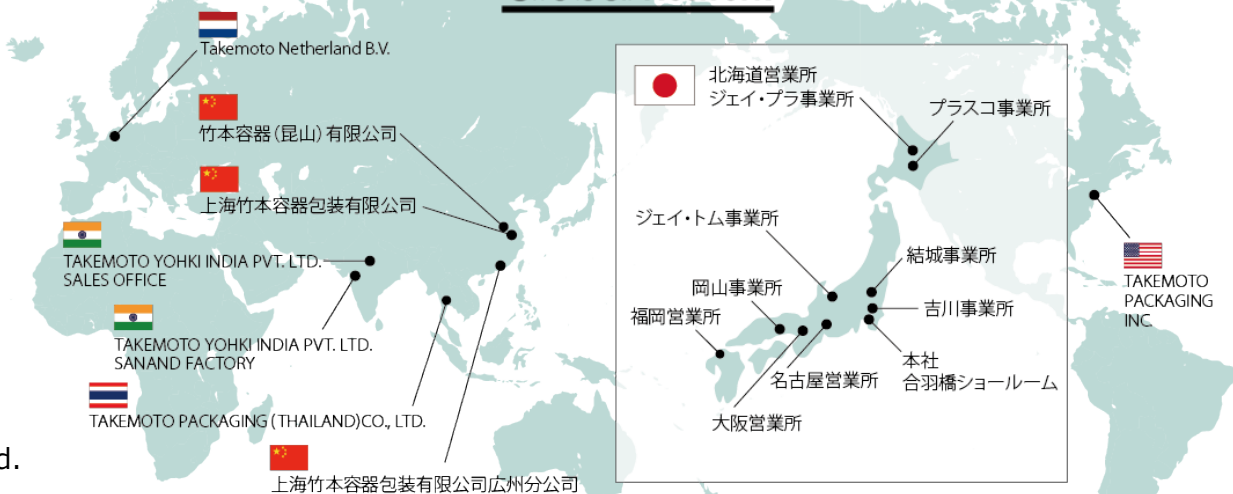 Takemoto Netherland B.V.
竹本容器（昆山）有限公司
上海竹本容器包装有限公司
TAKEMOTO YOHKI INDIA PVT. LTD.
SALES OFFICE
TAKEMOTO YOHKI INDIA PVT. LTD.
SANAND FACTORY
TAKEMOTO PACKAGING (THAILAND)CO., LTD.
d.
上海竹本容器包装有限公司広州分公司
北海道営業所
ジェイ・プラ事業所
プラスコ事業所
ジェイ・トム事業所
結城事業所
岡山事業所
吉川事業所
福岡営業所
本社
合羽橋ショールーム
名古屋営業所
大阪営業所
TAKEMOTO
PACKAGING
INC.